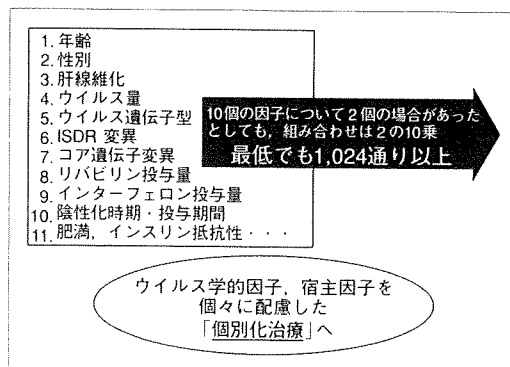 1. 年齢
2. 性別
3. 肝線維化
4. ウイルス量
5. ウイルス遺伝子型
6. ISDR 変異
7. コア遺伝子変異
8. リバビリン投与量
9. インターフェロン投与量
10. 陰性化時期・投与期間
11. 肥満，インスリン抵抗性・・・
10個の因子について2個の場合があった
としても，組み合わせは2の10乗
最低でも1,024通り以上
ウイルス学的因子，宿主因子を
個々に配慮した
「個別化治療」へ